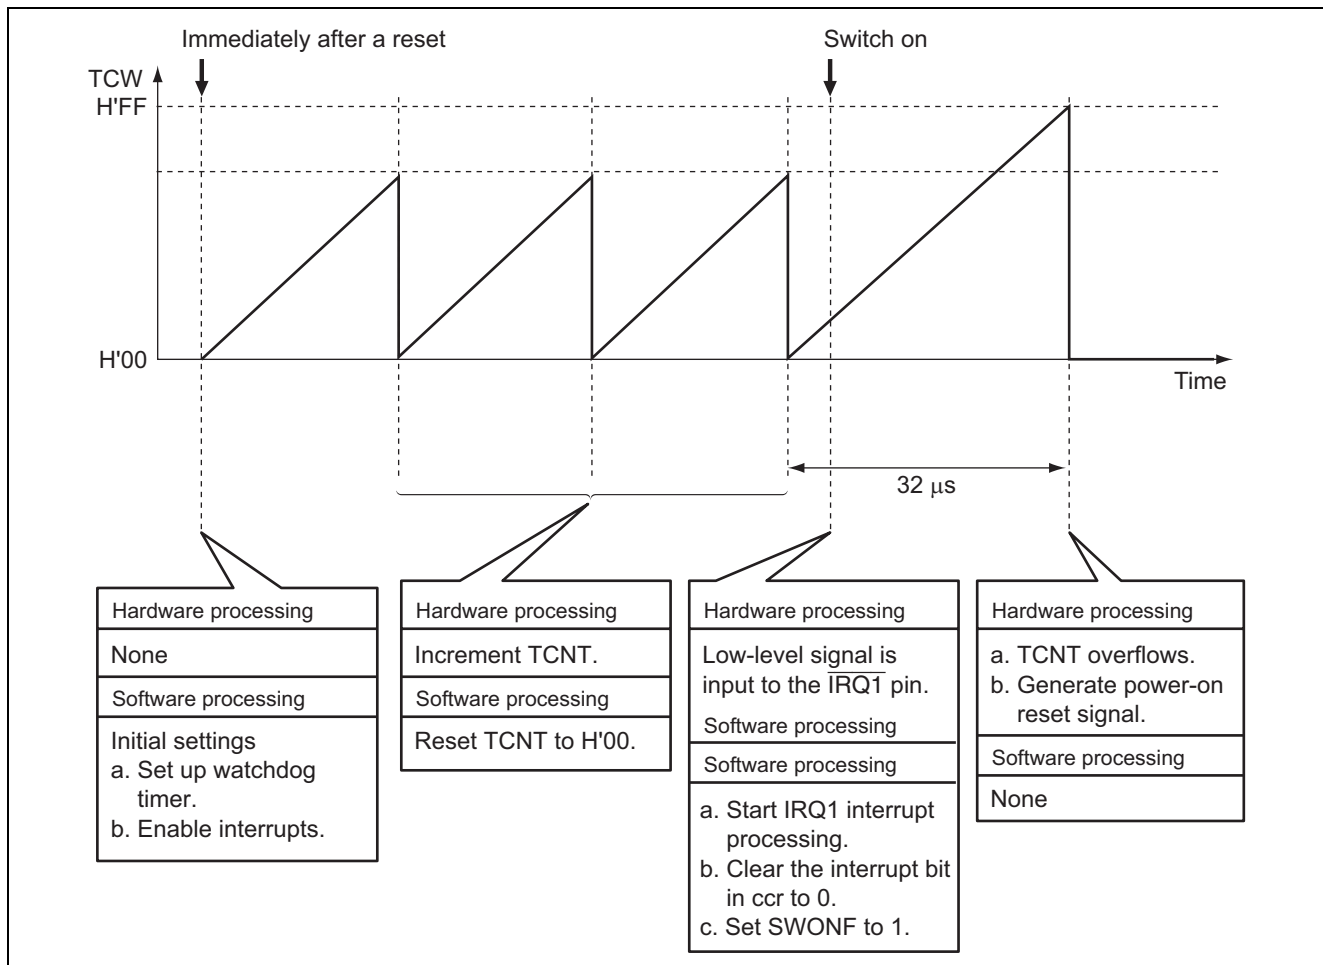 Immediately after a reset
Switch on
TCW
H'FF
H'00
Time
32 μs
Hardware processing
None
Software processing
Initial settings
a. Set up watchdog
timer.
b. Enable interrupts.
Hardware processing
Increment TCNT.
Software processing
Reset TCNT to H'00.
Hardware processing
Low-level signal is
input to the IRQ1 pin.
Software processing
Software processing
a. Start IRQ1 interrupt
processing.
b. Clear the interrupt bit
in ccr to 0.
c. Set SWONF to 1.
Hardware processing
a. TCNT overflows.
b. Generate power-on
reset signal.
Software processing
None